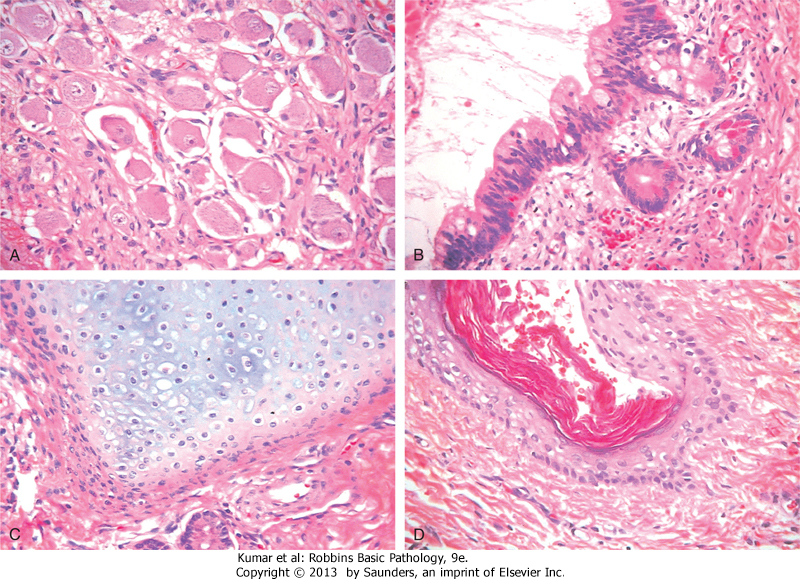 A
B
C
D
Kumar et al: Robbins Basic Pathology, 9e.
Copyright © 2013 by Saunders, an imprint of Elsevier Inc.